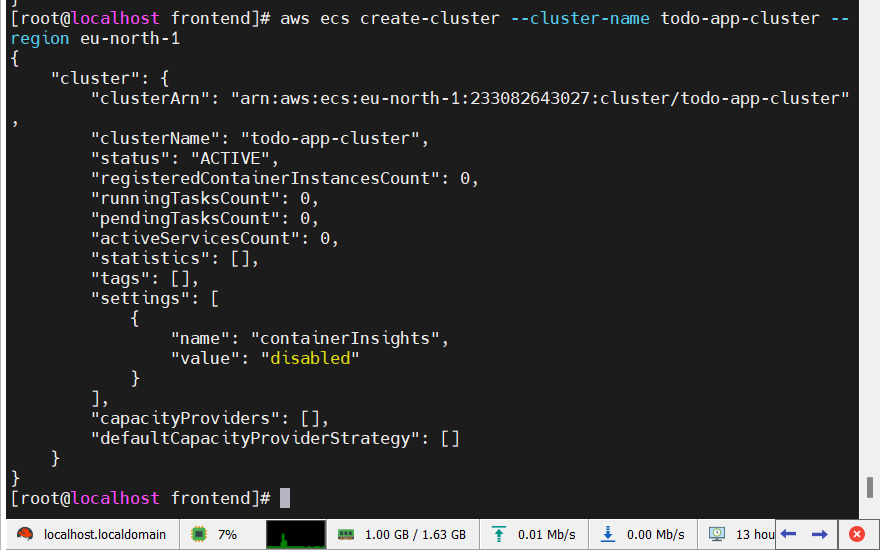 }
[root@localhost frontend]# aws ecs create-cluster --cluster-name todo-app-cluster --
region eu-north-1
{
    "cluster": {
        "clusterArn": "arn:aws:ecs:eu-north-1:233082643027:cluster/todo-app-cluster"
,
        "clusterName": "todo-app-cluster",
        "status": "ACTIVE",
        "registeredContainerInstancesCount": 0,
        "runningTasksCount": 0,
        "pendingTasksCount": 0,
        "activeServicesCount": 0,
        "statistics": [],
        "tags": [],
        "settings": [
            {
                "name": "containerInsights",
                "value": "disabled"
            }
        ],
        "capacityProviders": [],
        "defaultCapacityProviderStrategy": []
    }
}
[root@localhost frontend]#
localhost.localdomain 7% 1.00 GB / 1.63 GB 0.01 Mb/s 0.00 Mb/s 13 hou